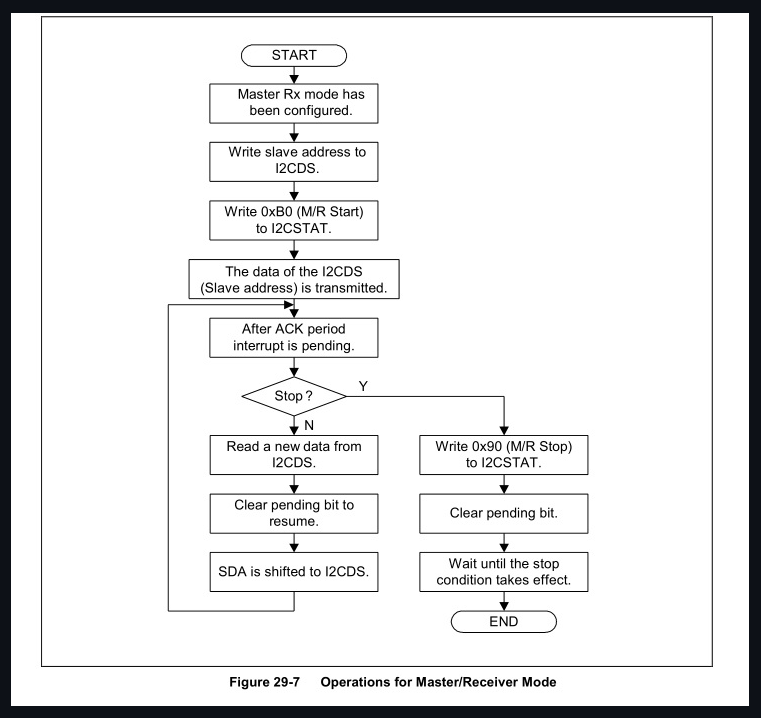 START
Master Rx mode has
been configured.
Write slave address to
I2CDS.
Write 0xB0 (M/R Start)
to I2CSTAT.
The data of the I2CDS
(Slave address) is transmitted.
After ACK period
interrupt is pending.
Stop ?
Y
N
Read a new data from
I2CDS.
Clear pending bit to
resume.
SDA is shifted to I2CDS.
Write 0x90 (M/R Stop)
to I2CSTAT.
Clear pending bit.
Wait until the stop
condition takes effect.
END
Figure 29-7 Operations for Master/Receiver Mode